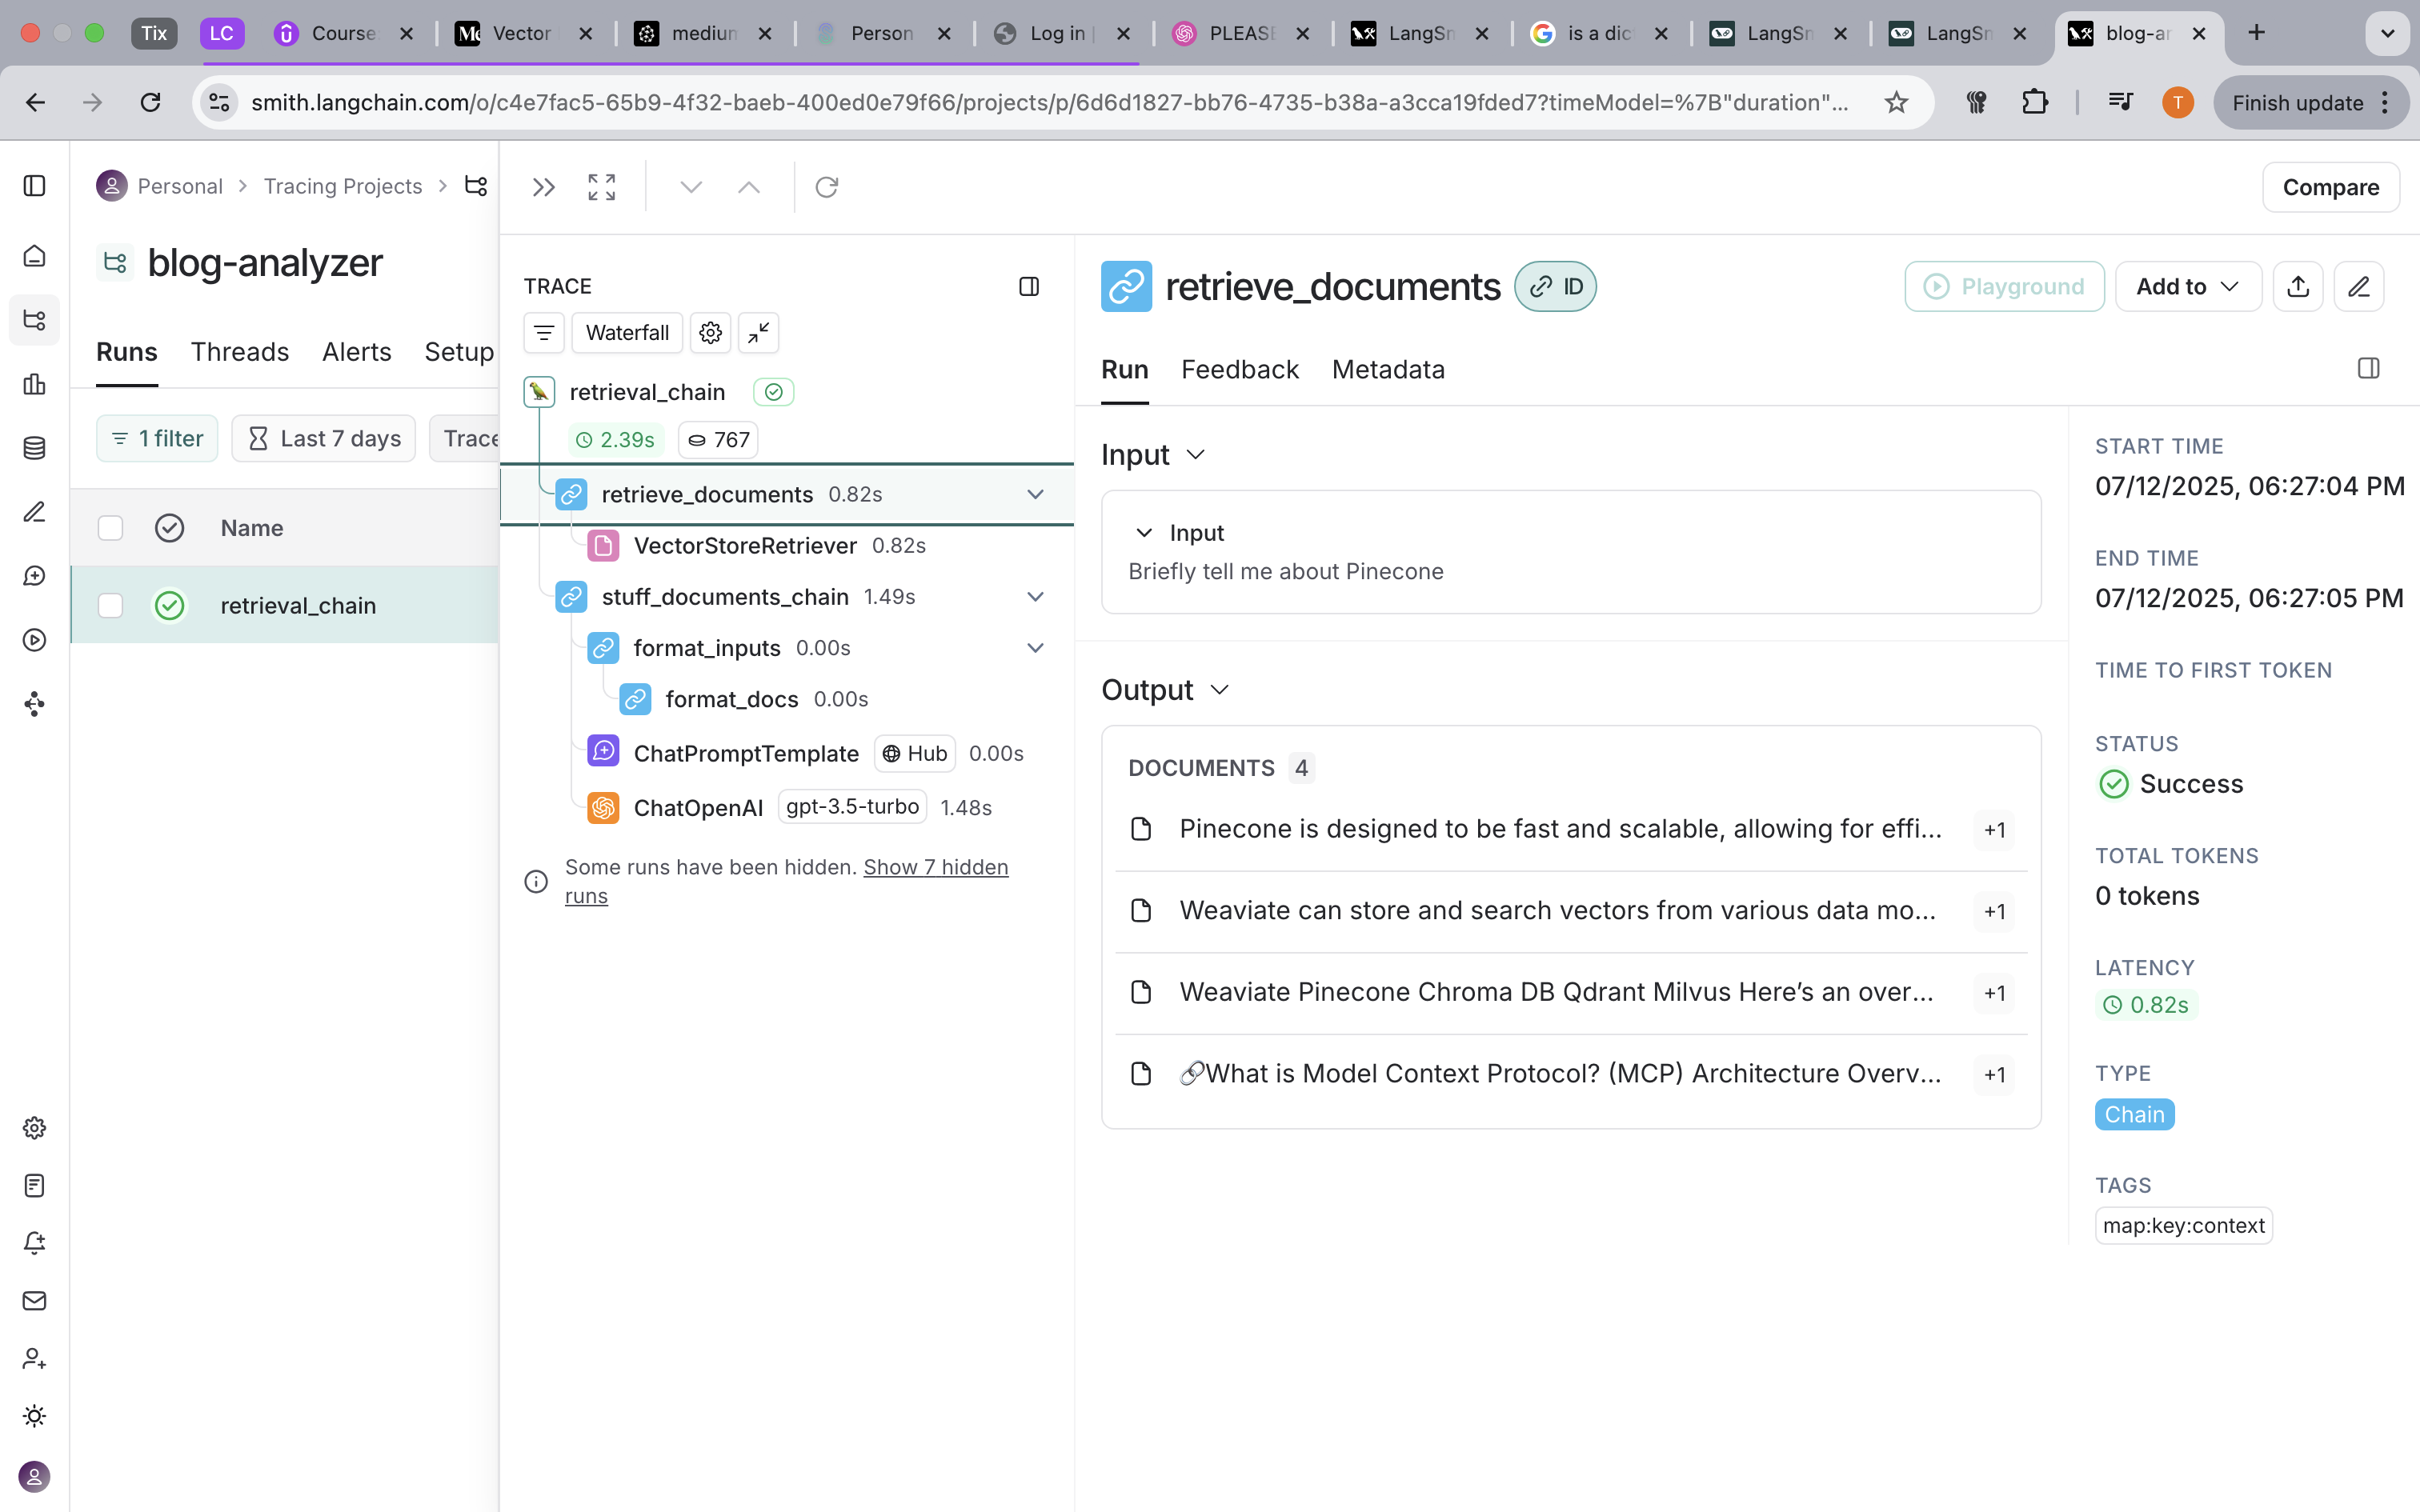 Tix
LC
Course
Vector
medium
Person
Log in
PLEASE
LangSm
is a dic
LangSm
LangSm
blog-an
smith.langchain.com/o/c4e7fac5-65b9-4f32-baeb-400ed0e79f66/projects/p/6d6d1827-bb76-4735-b38a-a3cca19fded7?timeModel=%7B"duration"...
T
Finish update
Personal
Tracing Projects
Compare
blog-analyzer
Runs
Threads
Alerts
Setup
1 filter
Last 7 days
Trace
Name
retrieval_chain
TRACE
Waterfall
retrieval_chain
2.39s
767
retrieve_documents 0.82s
VectorStoreRetriever 0.82s
stuff_documents_chain 1.49s
format_inputs 0.00s
format_docs 0.00s
ChatPromptTemplate Hub 0.00s
ChatOpenAI gpt-3.5-turbo 1.48s
Some runs have been hidden. Show 7 hidden
runs
retrieve_documents
ID
Playground
Add to
Run
Feedback
Metadata
Input
Input
Briefly tell me about Pinecone
Output
DOCUMENTS 4
Pinecone is designed to be fast and scalable, allowing for effi... +1
Weaviate can store and search vectors from various data mo... +1
Weaviate Pinecone Chroma DB Qdrant Milvus Here’s an over... +1
🔗What is Model Context Protocol? (MCP) Architecture Overv... +1
START TIME
07/12/2025, 06:27:04 PM
END TIME
07/12/2025, 06:27:05 PM
TIME TO FIRST TOKEN
STATUS
Success
TOTAL TOKENS
0 tokens
LATENCY
0.82s
TYPE
Chain
TAGS
map:key:context